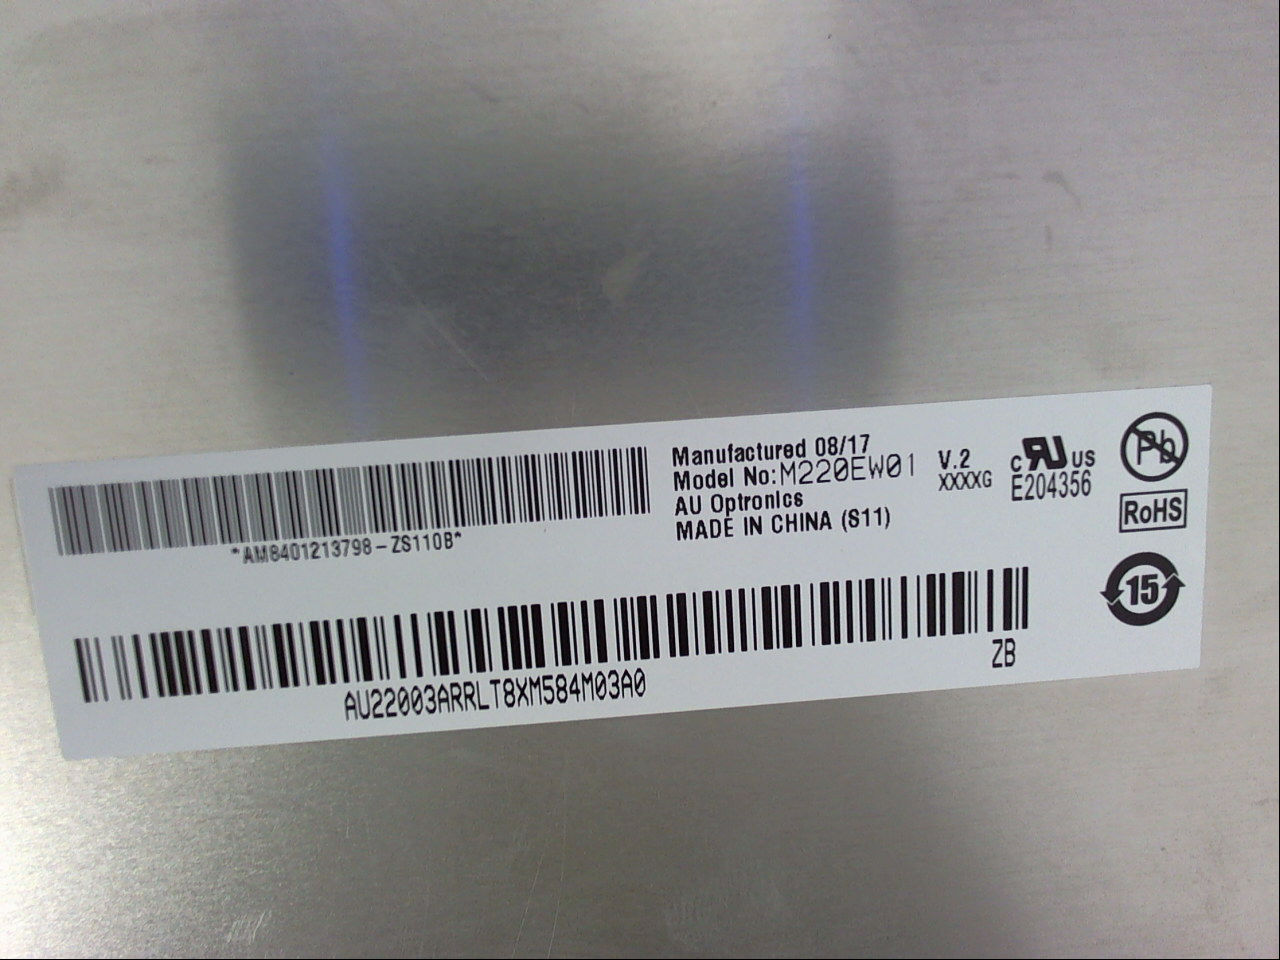 Manufactured 08/17
Model No:M220EW01 V.2
AU Optronics XXXXG
MADE IN CHINA (S11)
c RU US
E204356
Pb
RoHS
15
*AM8401213798-ZS110B*
AU22003ARRLT8XM584M03A0
ZB